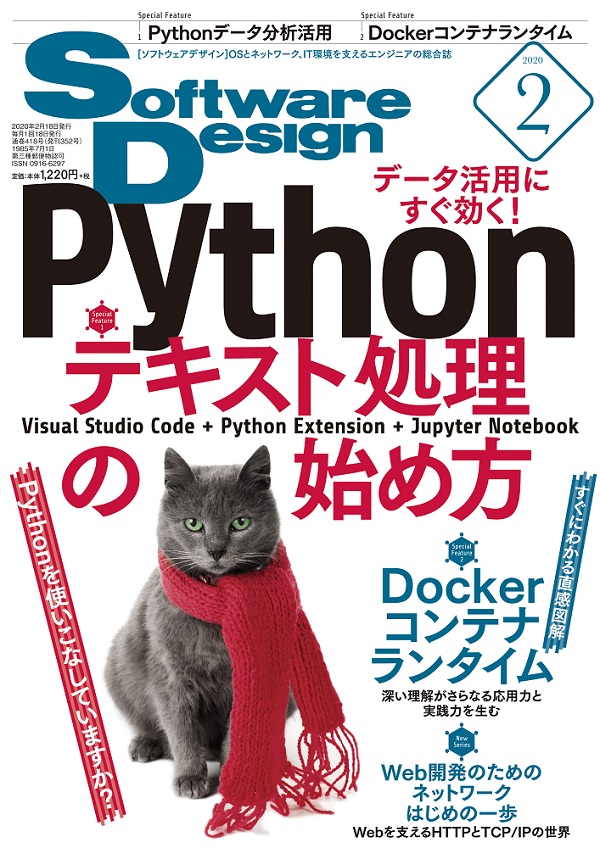 Special Feature
1
Pythonデータ分析活用
Special Feature
2
Dockerコンテナランタイム
[ソフトウェアデザイン]OSとネットワーク、IT環境を支えるエンジニアの総合誌
Software
Design
2020
2
2020年2月18日発行
毎月1回18日発行
通巻418号(発刊352号)
1985年7月1日
第三種郵便物認可
ISSN 0916-6297
定価:本体1,220円+税
データ活用に
すぐ効く!
Python
Special
Feature
1
テキスト処理
Visual Studio Code + Python Extension + Jupyter Notebook
の 始め方
Pythonを使いこなしていますか?
すぐにわかる直感図解
Special
Feature
2
Docker
コンテナ
ランタイム
深い理解がさらなる応用力と
実践力を生む
New
Series
Web開発のための
ネットワーク
はじめの一歩
Webを支えるHTTPとTCP/IPの世界